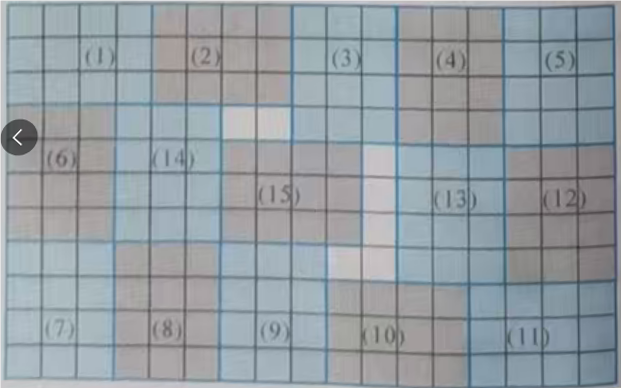 (1) (2) (3) (4) (5)
(6) (14)
(15) (13) (12)
(7) (8) (9) (10) (11)